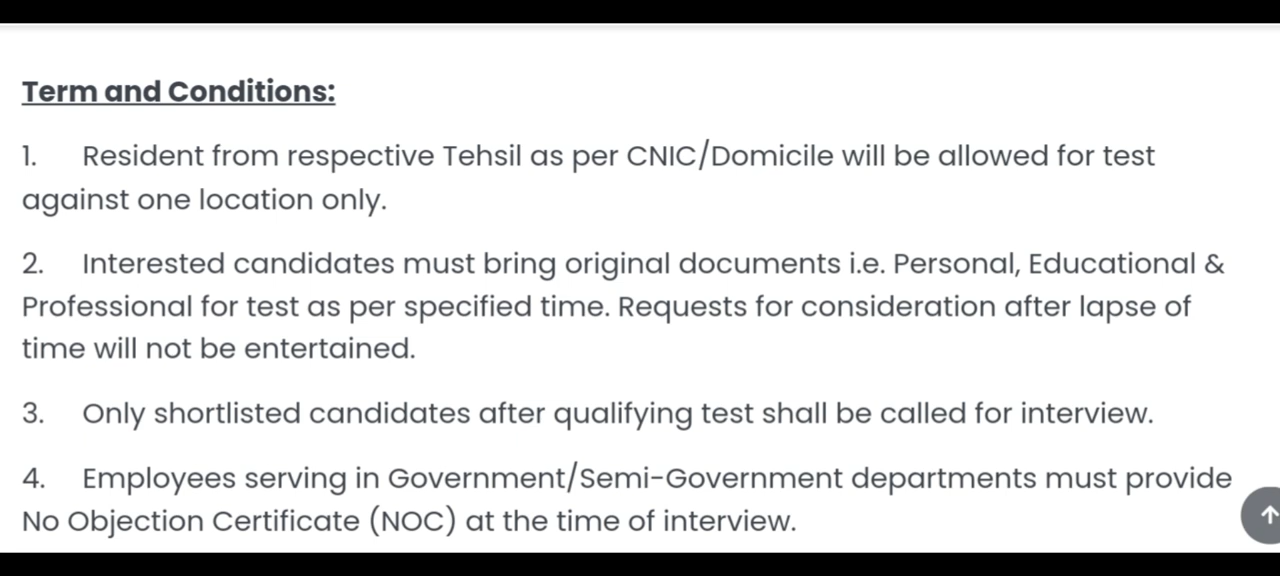 Term and Conditions:
1. Resident from respective Tehsil as per CNIC/Domicile will be allowed for test
against one location only.
2. Interested candidates must bring original documents i.e. Personal, Educational &
Professional for test as per specified time. Requests for consideration after lapse of
time will not be entertained.
3. Only shortlisted candidates after qualifying test shall be called for interview.
4. Employees serving in Government/Semi-Government departments must provide
No Objection Certificate (NOC) at the time of interview.